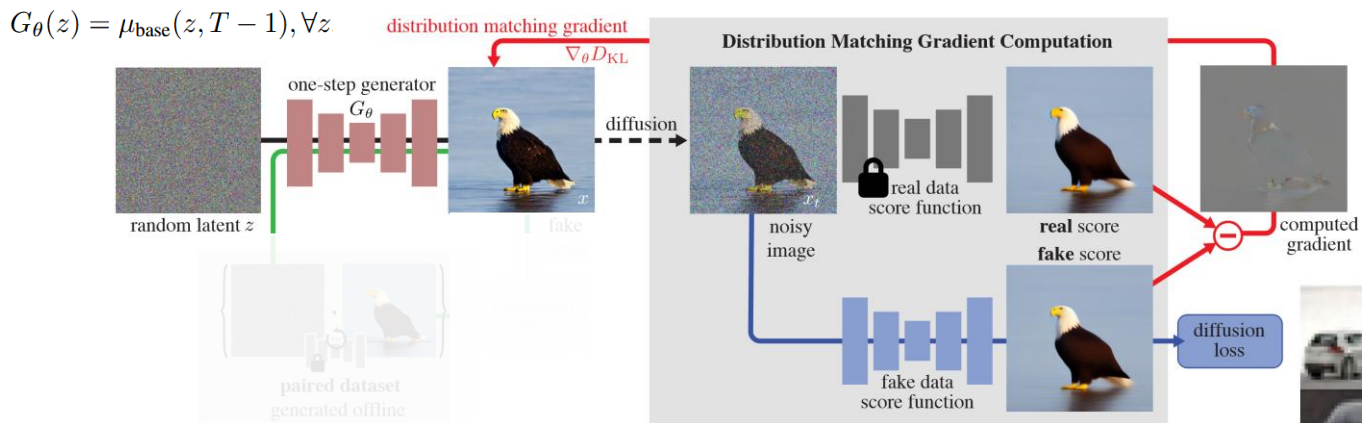 G_θ(z) = μ_base(z, T − 1), ∀z
distribution matching gradient
∇_θ D_KL
Distribution Matching Gradient Computation
one-step generator
G_θ
diffusion
x
x_t
real data
score function
random latent z
fake
noisy
image
real score
fake score
computed
gradient
diffusion
loss
paired dataset
generated offline
fake data
score function